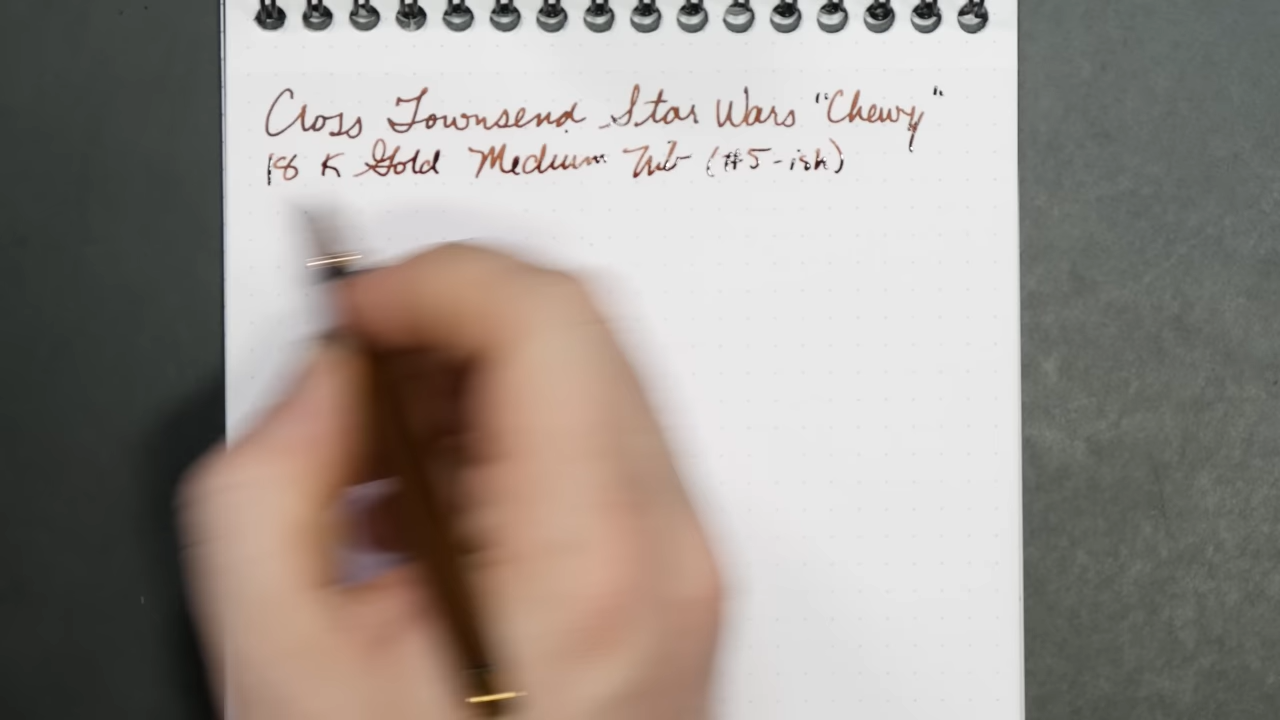 Cross Townsend Star Wars "Chewy"
18 K Gold Medium Nib (#5-ish)